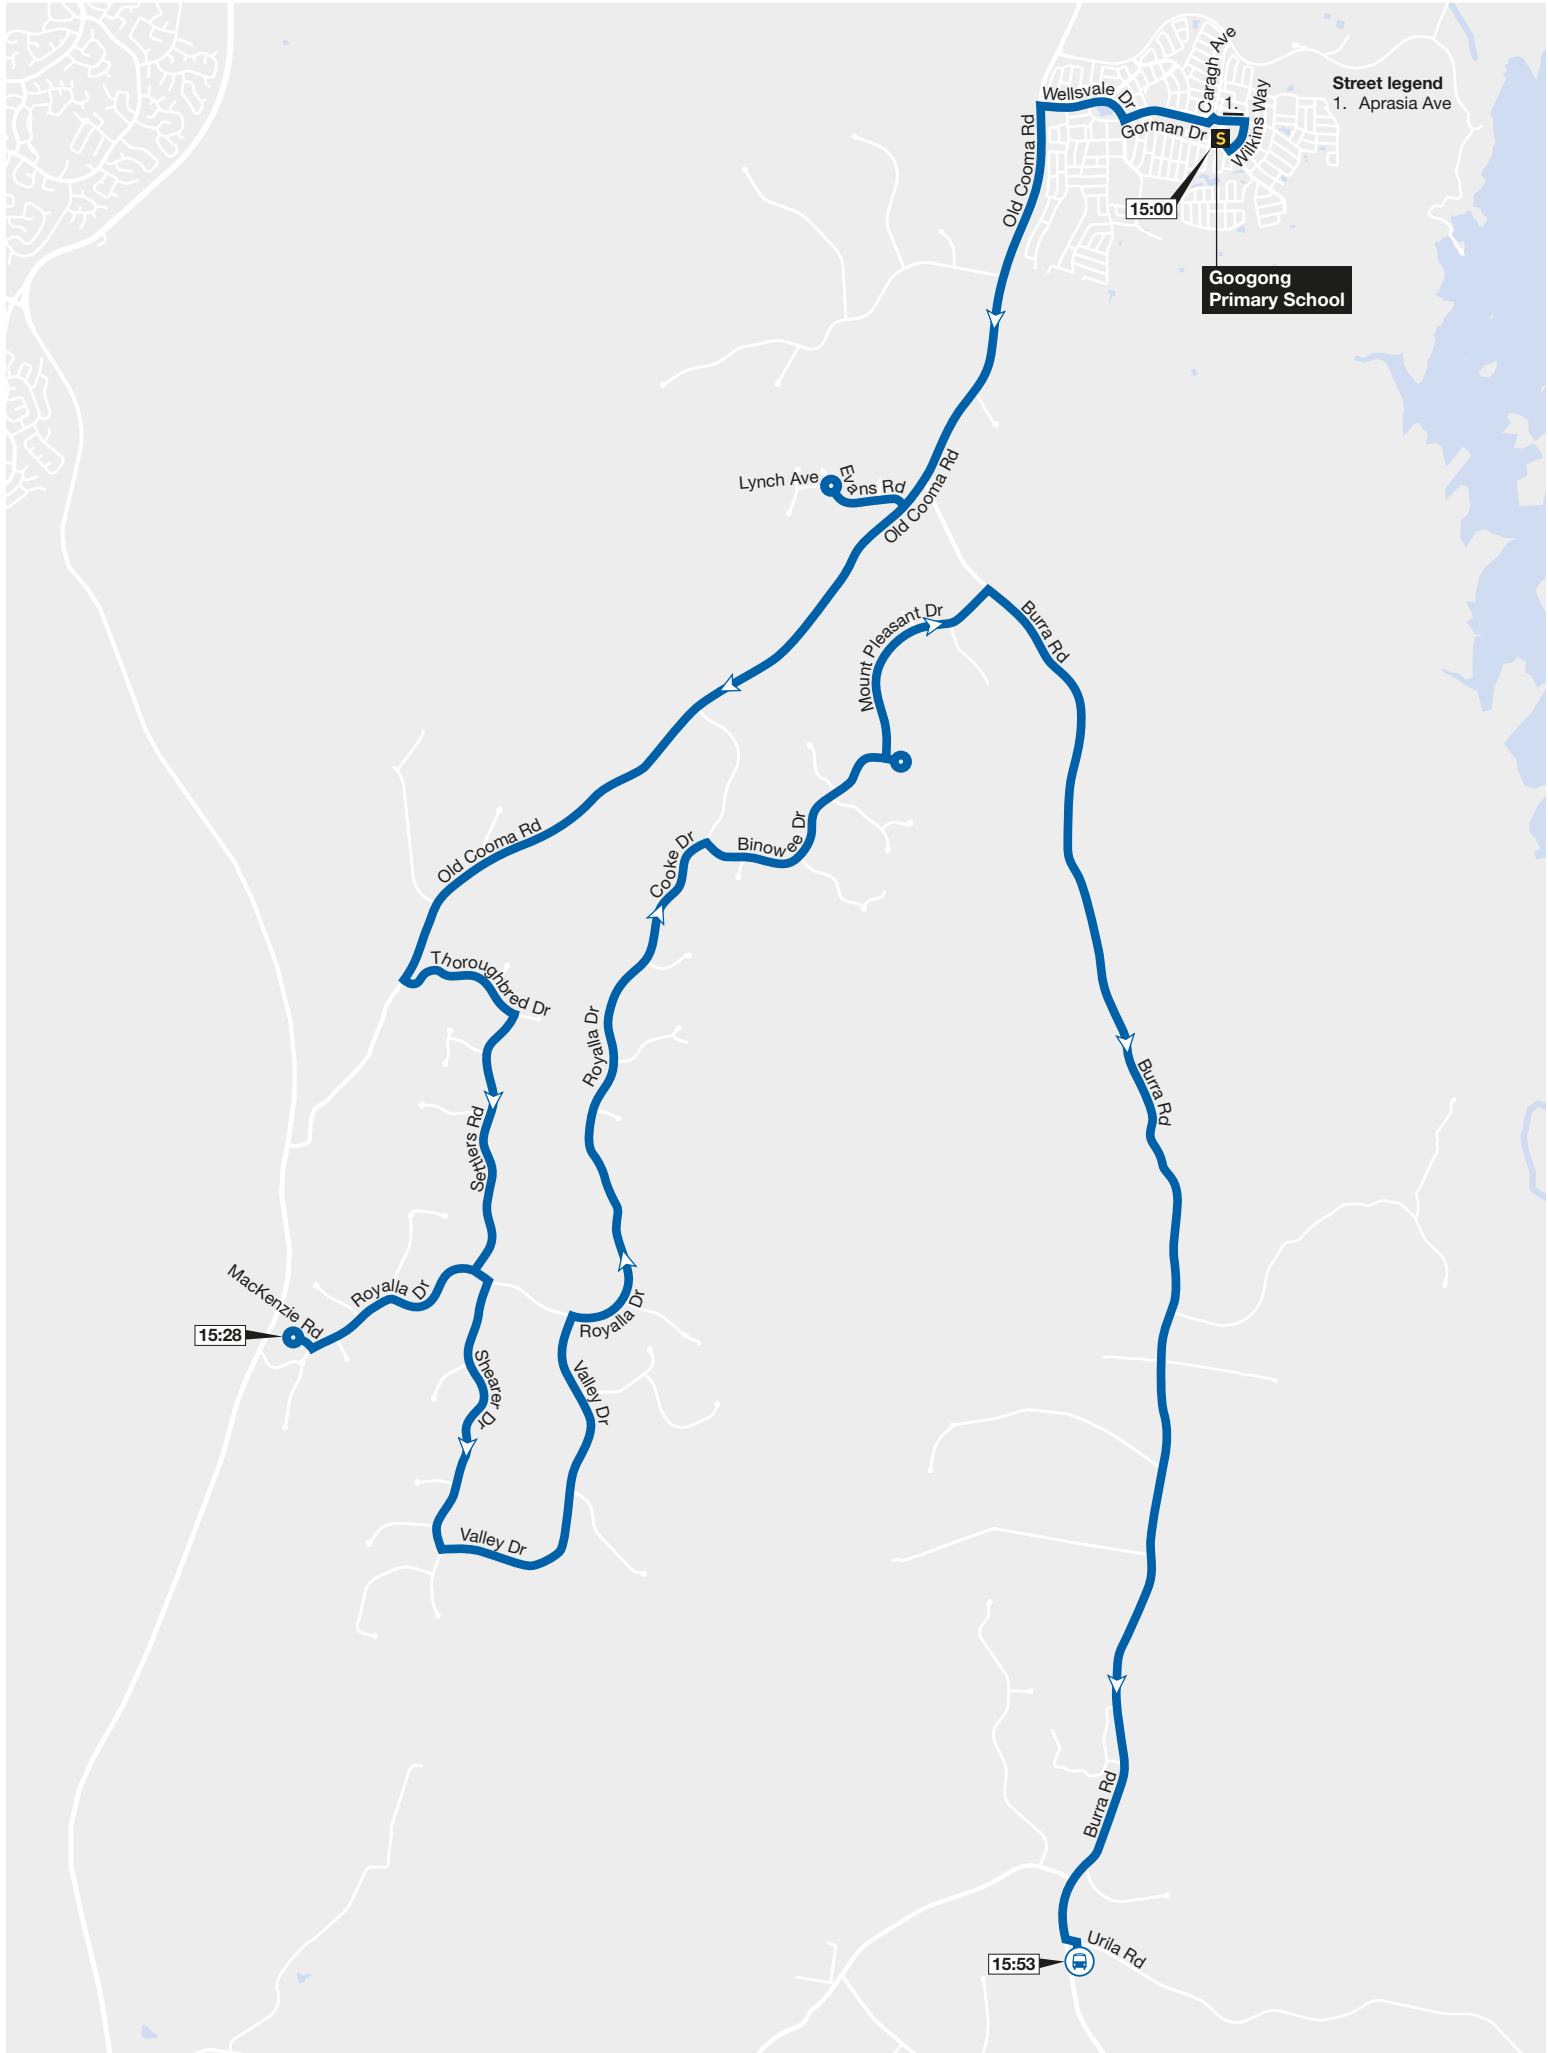 Caragh Ave
Street legend
1. Aprasia Ave
Wellsvale Dr
1.
Wilkins Way
Gorman Dr
S
Old Cooma Rd
15:00
Googong
Primary School
Lynch Ave
Evans Rd
Old Cooma Rd
Mount Pleasant Dr
Burra Rd
Old Cooma Rd
Cooke Dr
Binowee Dr
Thoroughbred Dr
Royalla Dr
Burra Rd
Settlers Rd
MacKenzie Rd
Royalla Dr
Royalla Dr
15:28
Shearer Dr
Valley Dr
Valley Dr
Burra Rd
Urila Rd
15:53